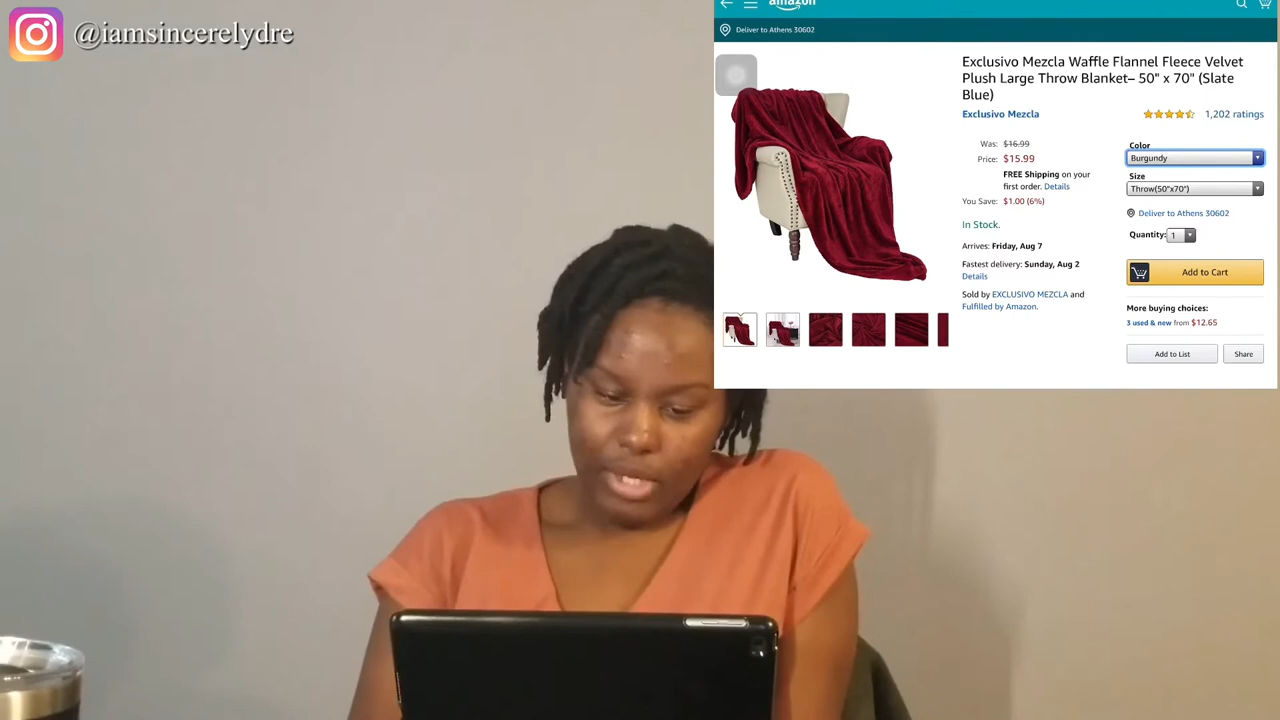 @iamsincerelydre
amazon
Deliver to Athens 30602
Exclusivo Mezcla Waffle Flannel Fleece Velvet
Plush Large Throw Blanket– 50" x 70" (Slate
Blue)
Exclusivo Mezcla
1,202 ratings
Was: $16.99
Price: $15.99
FREE Shipping on your
first order. Details
You Save: $1.00 (6%)
In Stock.
Arrives: Friday, Aug 7
Fastest delivery: Sunday, Aug 2
Details
Sold by EXCLUSIVO MEZCLA and
Fulfilled by Amazon.
Color
Burgundy
Size
Throw(50"x70")
Deliver to Athens 30602
Quantity: 1
Add to Cart
More buying choices:
3 used & new from $12.65
Add to List
Share